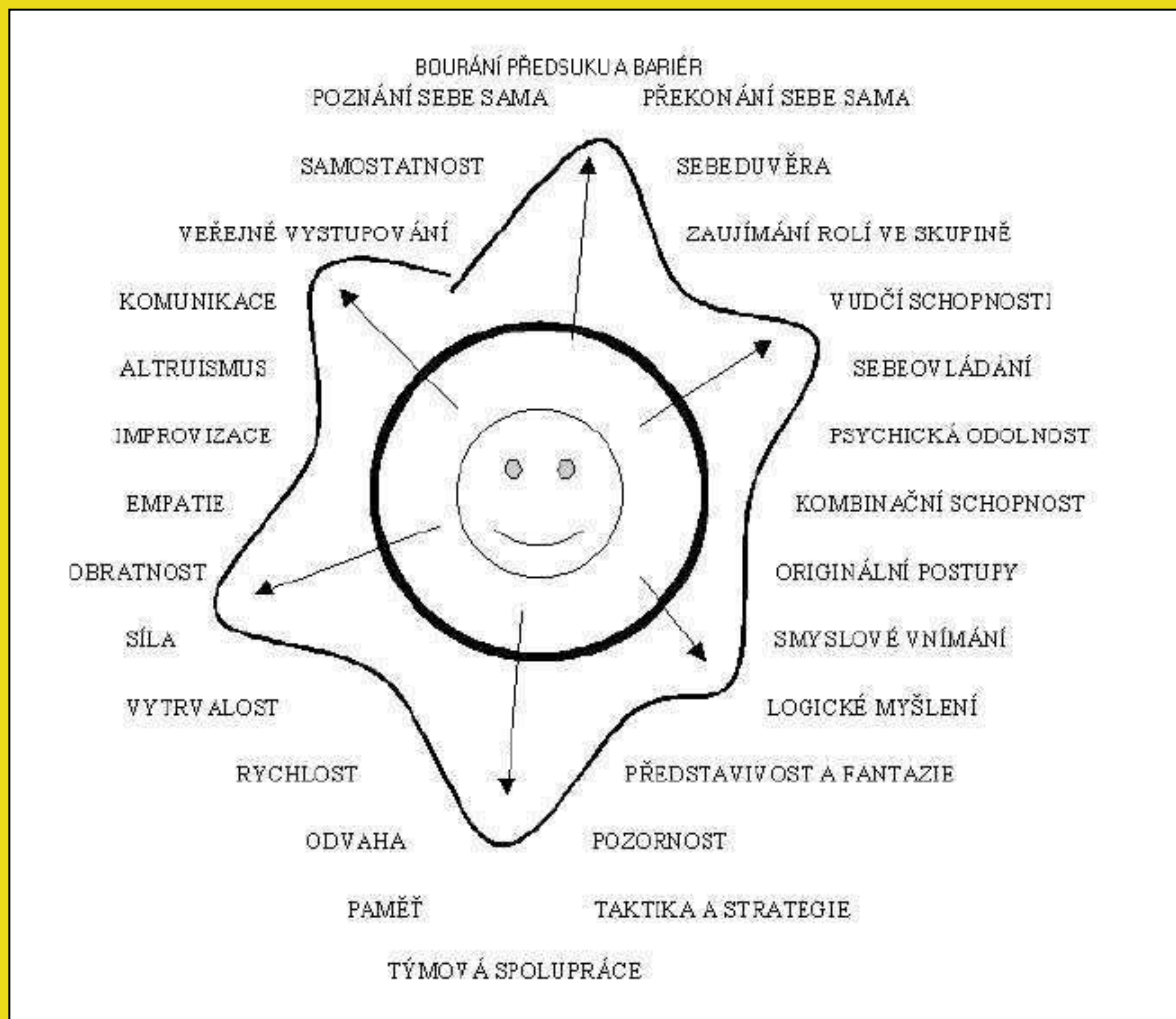 BOURÁNÍ PŘEDSUKU A BARIÉR
POZNÁNÍ SEBE SAMA PŘEKONÁNÍ SEBE SAMA
SAMOSTATNOST SEBEDUVĚRA
VEŘEJNÉ VYSTUPOVÁNÍ ZAUJÍMÁNÍ ROLÍ VE SKUPINĚ
KOMUNIKACE VUDČÍ SCHOPNOSTI
ALTRUISMUS SEBEOVLÁDÁNÍ
IMPROVIZACE PSYCHICKÁ ODOLNOST
EMPATIE KOMBINAČNÍ SCHOPNOST
OBRATNOST ORIGINÁLNÍ POSTUPY
SÍLA SMYSLOVÉ VNÍMÁNÍ
VYTRVALOST LOGICKÉ MYŠLENÍ
RYCHLOST PŘEDSTAVIVOST A FANTAZIE
ODVAHA POZORNOST
PAMĚŤ TAKTIKA A STRATEGIE
TÝMOVÁ SPOLUPRÁCE